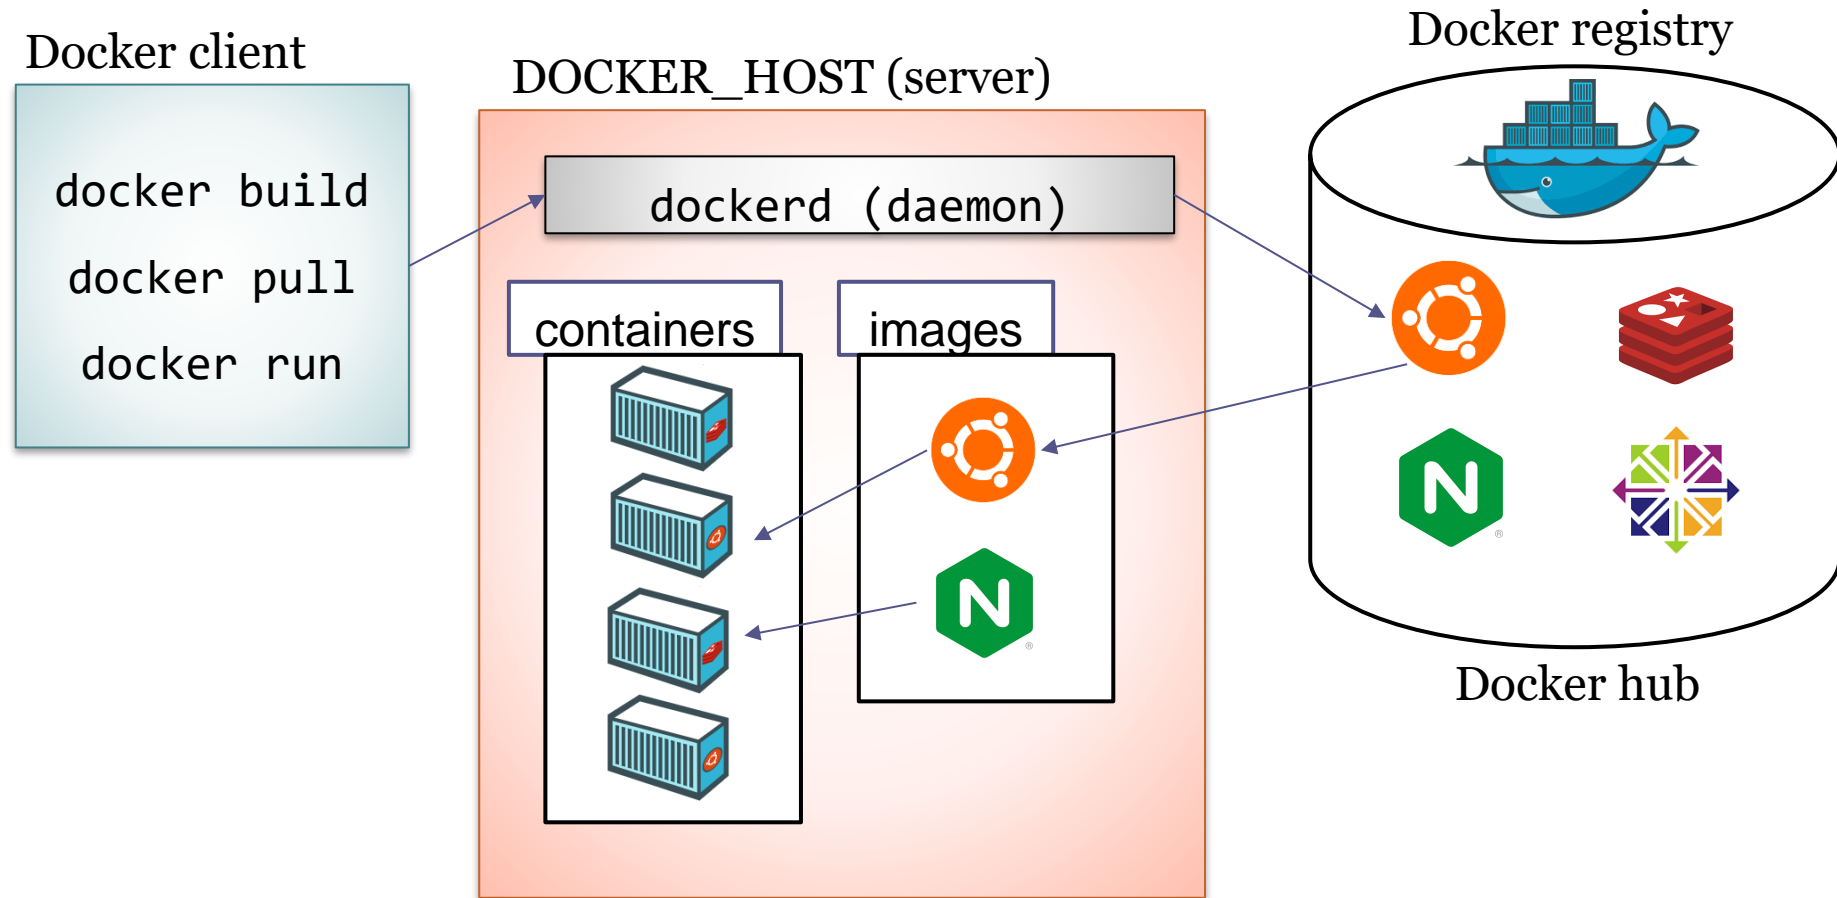 Docker client
docker build
docker pull
docker run
DOCKER_HOST (server)
dockerd (daemon)
containers
images
N
®
Docker registry
N
®
Docker hub